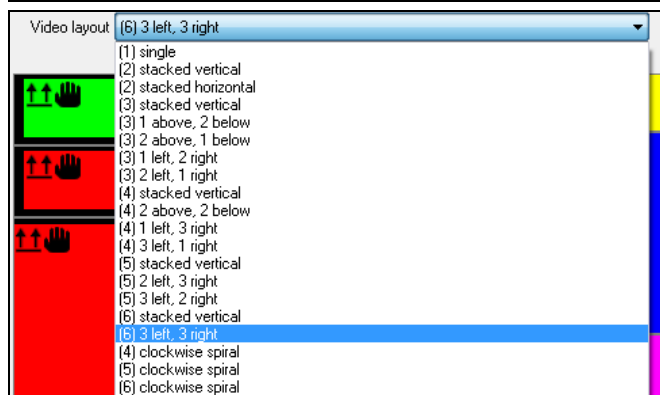 Video layout (6) 3 left, 3 right
(1) single
(2) stacked vertical
(2) stacked horizontal
(3) stacked vertical
(3) 1 above, 2 below
(3) 2 above, 1 below
(3) 1 left, 2 right
(3) 2 left, 1 right
(4) stacked vertical
(4) 2 above, 2 below
(4) 1 left, 3 right
(4) 3 left, 1 right
(5) stacked vertical
(5) 2 left, 3 right
(5) 3 left, 2 right
(6) stacked vertical
(6) 3 left, 3 right
(4) clockwise spiral
(5) clockwise spiral
(6) clockwise spiral